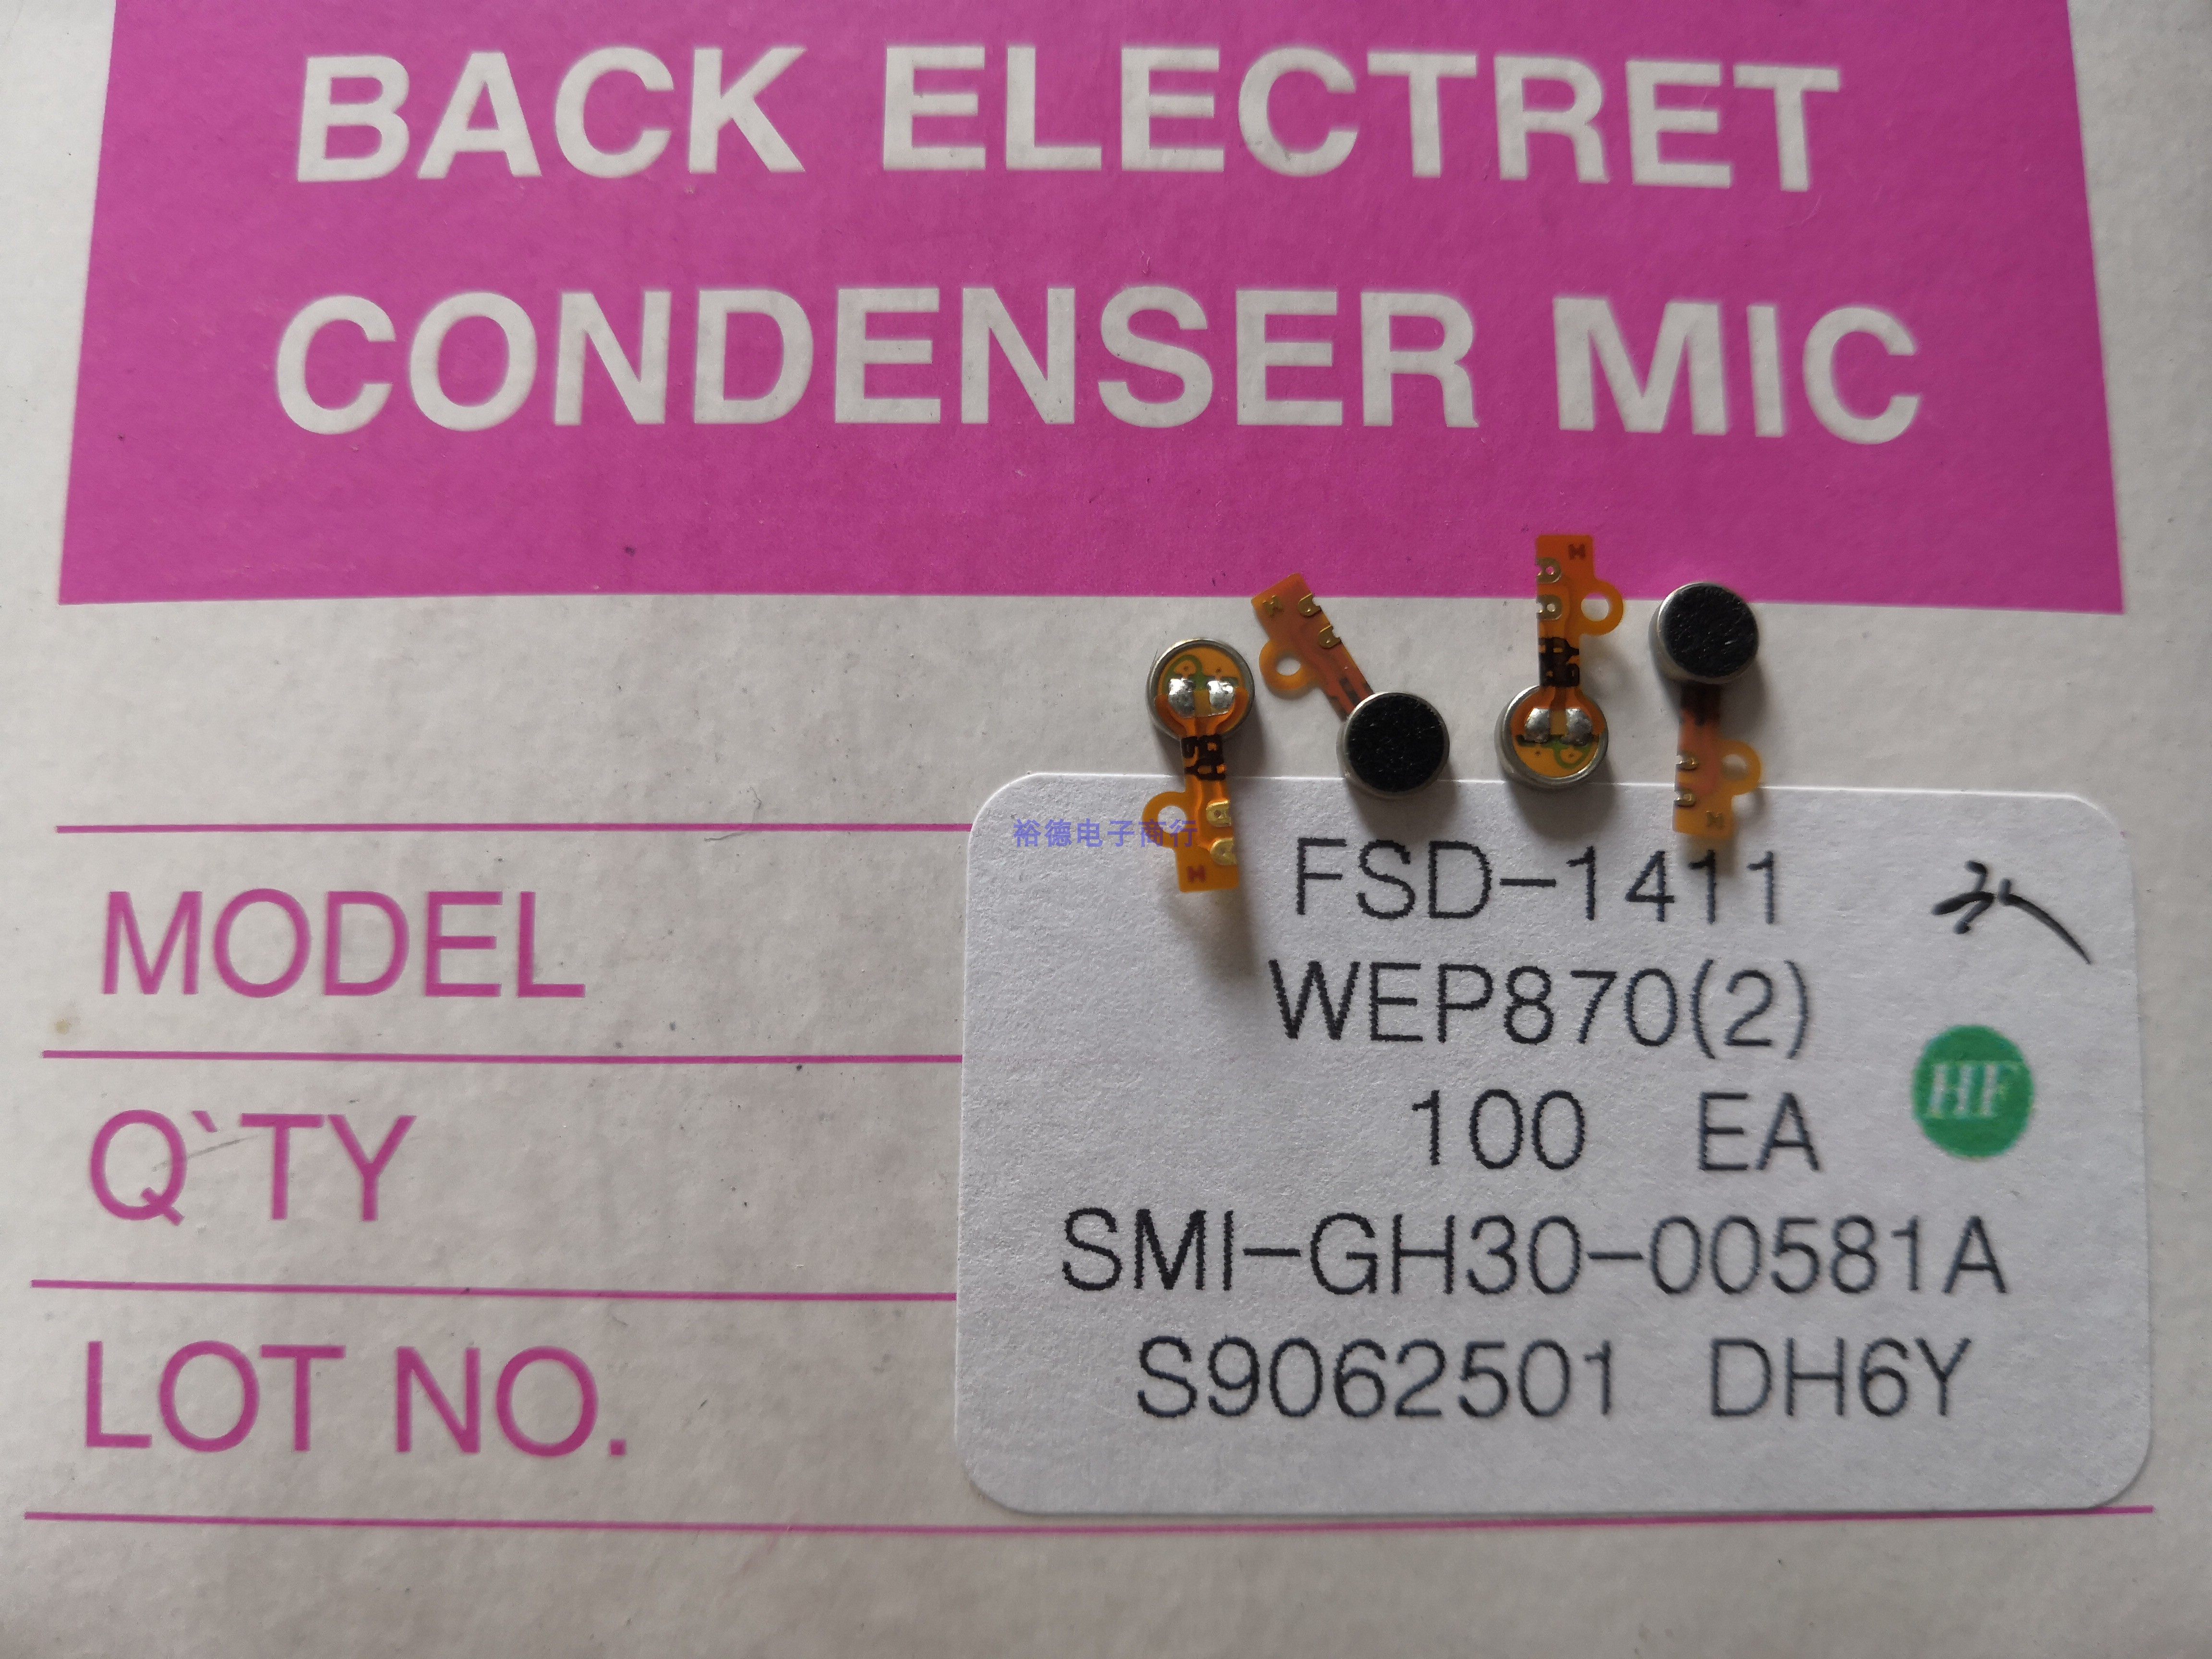 BACK ELECTRET
CONDENSER MIC
裕德电子商行
FSD-1411
MODEL
WEP870(2)
HF
Q`TY
100 EA
SMI-GH30-00581A
LOT NO.
S9062501 DH6Y